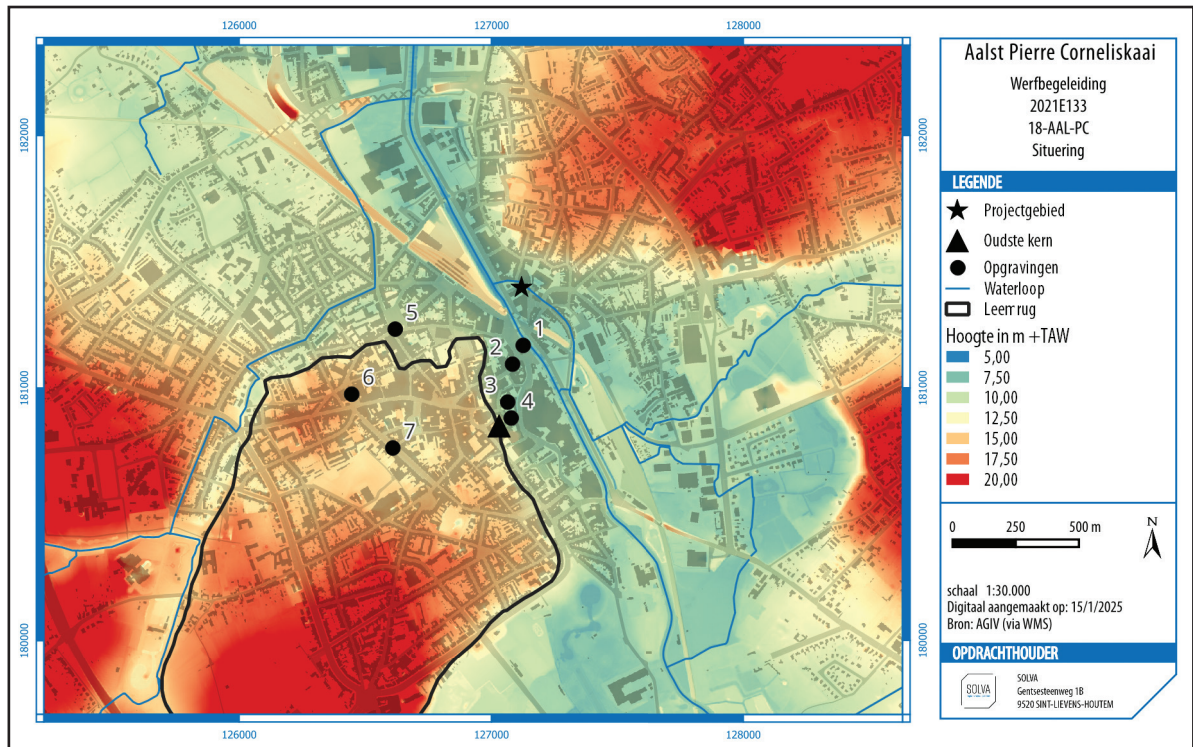 126000
127000
128000
182000
181000
180000
182000
181000
180000
126000
127000
128000
1
2
3
4
5
6
7
Aalst Pierre Corneliskaai
Werfbegeleiding
2021E133
18-AAL-PC
Situering
LEGENDE
Projectgebied
Oudste kern
Opgravingen
Waterloop
Leemrug
Hoogte in m +TAW
5,00
7,50
10,00
12,50
15,00
17,50
20,00
0 250 500 m
N
schaal 1:30.000
Digitaal aangemaakt op: 15/1/2025
Bron: AGIV (via WMS)
OPDRACHTHOUDER
SOLVA
SOLVA
Gentsesteenweg 1B
9520 SINT-LIEVENS-HOUTEM